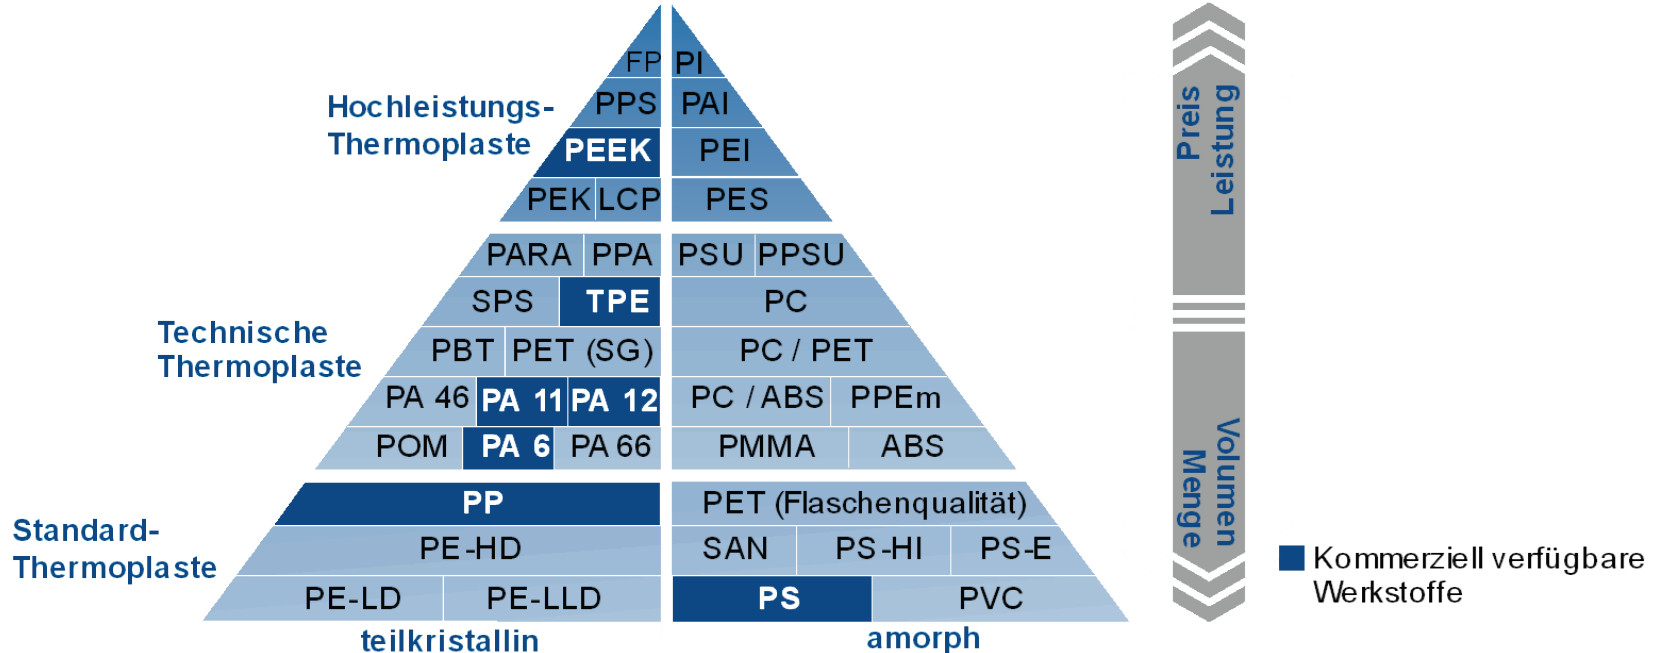 FP PI
Hochleistungs-
Thermoplaste
PPS PAI
PEEK PEI
PEK LCP PES
PARA PPA PSU PPSU
SPS TPE PC
Technische
Thermoplaste
PBT PET (SG) PC / PET
PA 46 PA 11 PA 12 PC / ABS PPEm
POM PA 6 PA 66 PMMA ABS
PP PET (Flaschenqualität)
Standard-
Thermoplaste
PE-HD SAN PS-HI PS-E
PE-LD PE-LLD PS PVC
teilkristallin amorph
Preis
Leistung
Menge
Volumen
Kommerziell verfügbare
Werkstoffe